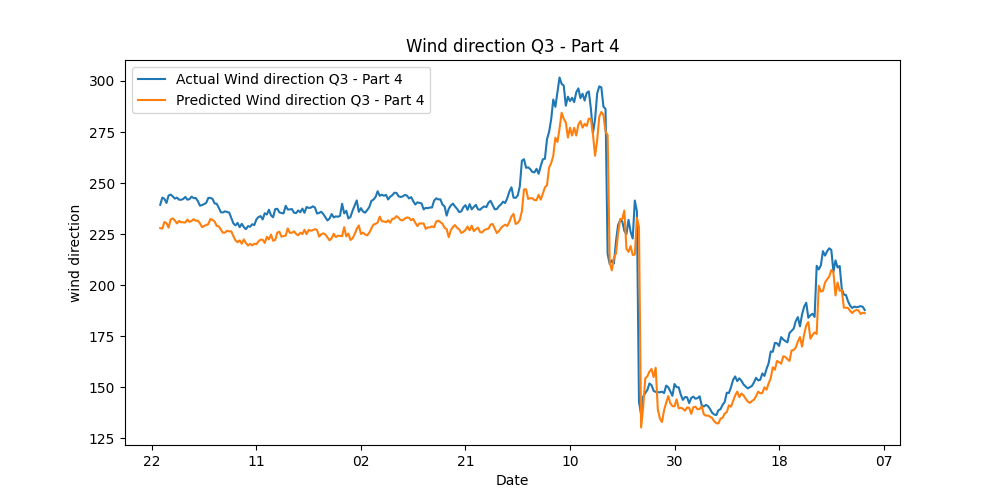 Wind direction Q3 - Part 4
Actual Wind direction Q3 - Part 4
Predicted Wind direction Q3 - Part 4
wind direction
300
275
250
225
200
175
150
125
22 11 02 21 10 30 18 07
Date